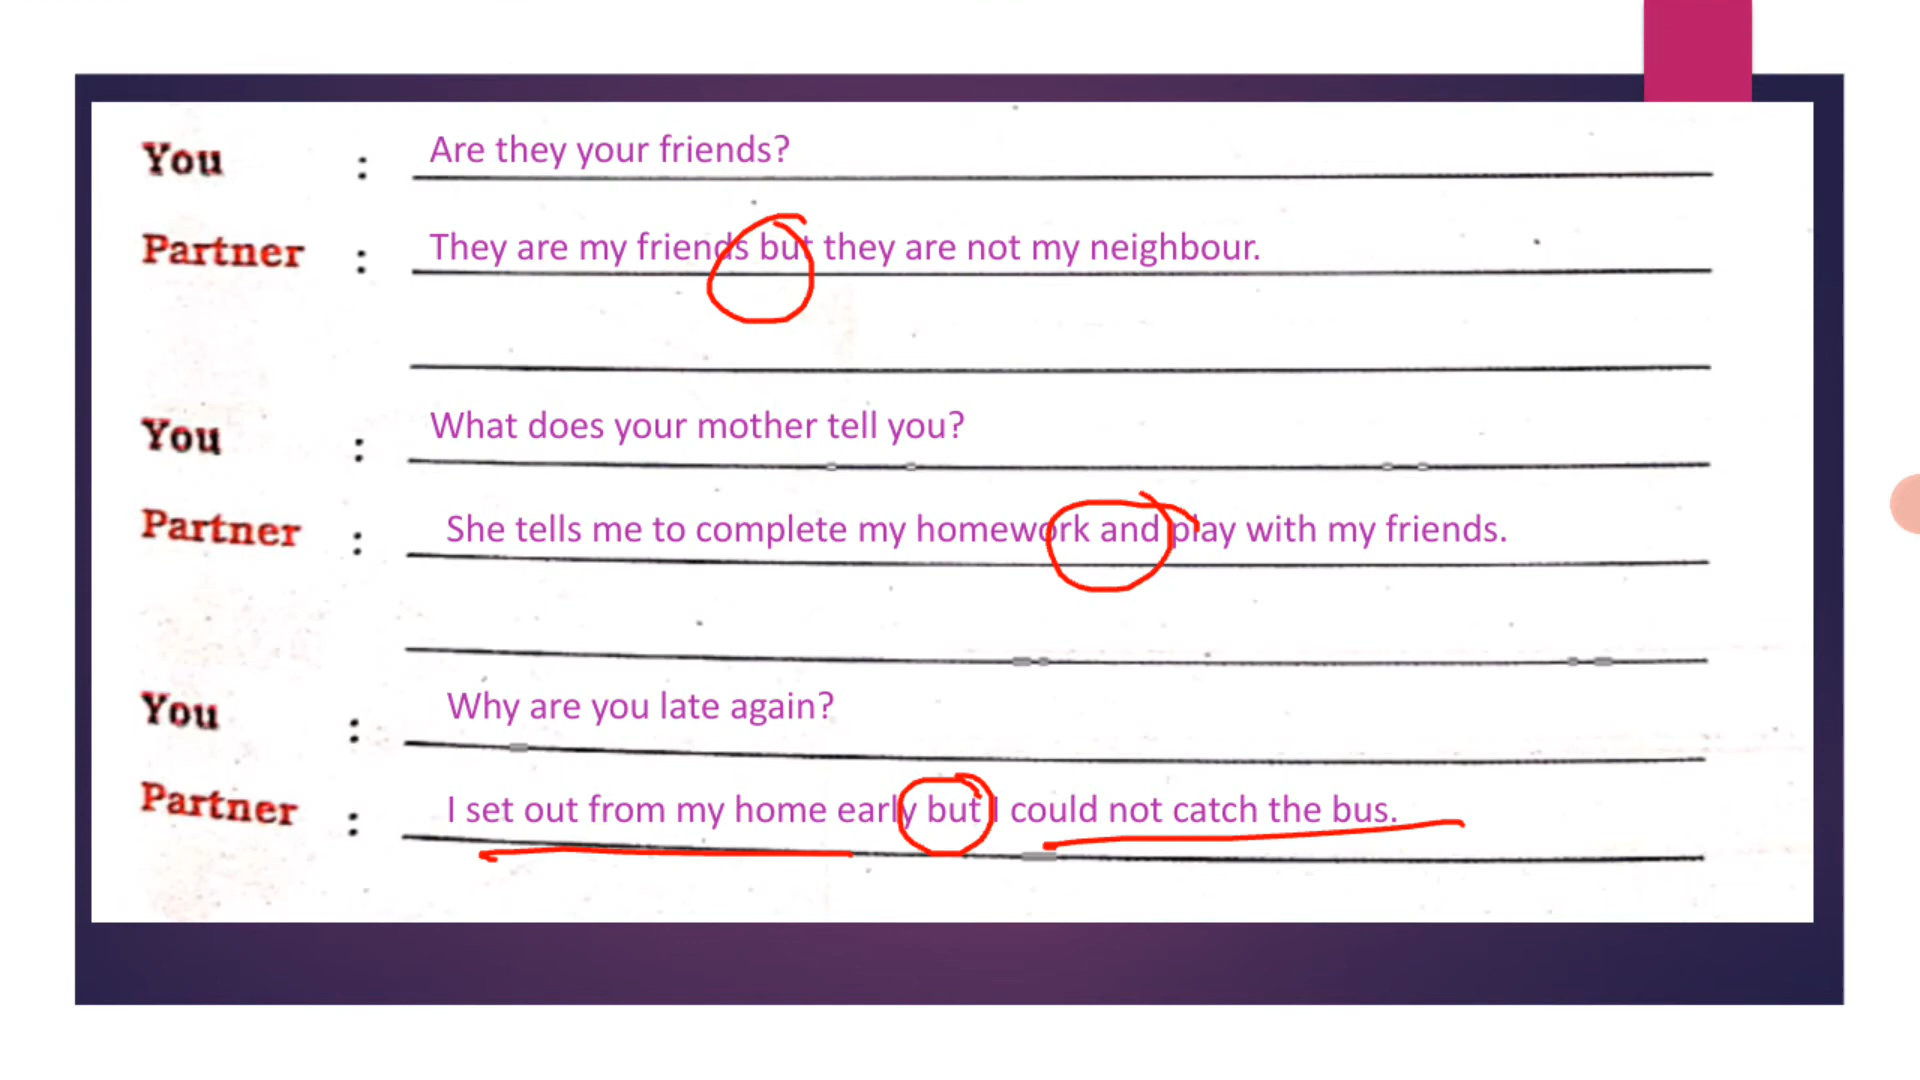 You : Are they your friends?
Partner : They are my friends but they are not my neighbour.
You : What does your mother tell you?
Partner : She tells me to complete my homework and play with my friends.
You : Why are you late again?
Partner : I set out from my home early but I could not catch the bus.